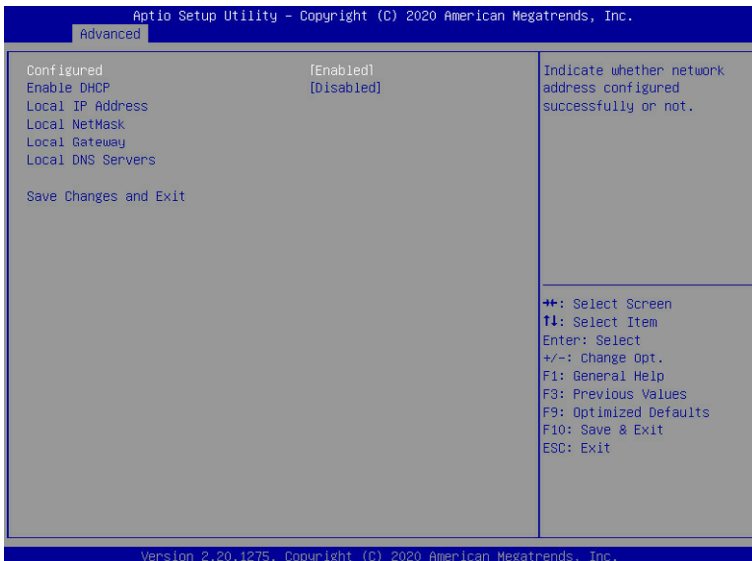 Aptio Setup Utility – Copyright (C) 2020 American Megatrends, Inc.
Advanced
Configured [Enabled]
Enable DHCP [Disabled]
Local IP Address
Local NetMask
Local Gateway
Local DNS Servers
Save Changes and Exit
Indicate whether network
address configured
successfully or not.
→←: Select Screen
↑↓: Select Item
Enter: Select
+/-: Change Opt.
F1: General Help
F3: Previous Values
F9: Optimized Defaults
F10: Save & Exit
ESC: Exit
Version 2.20.1275. Copyright (C) 2020 American Megatrends, Inc.